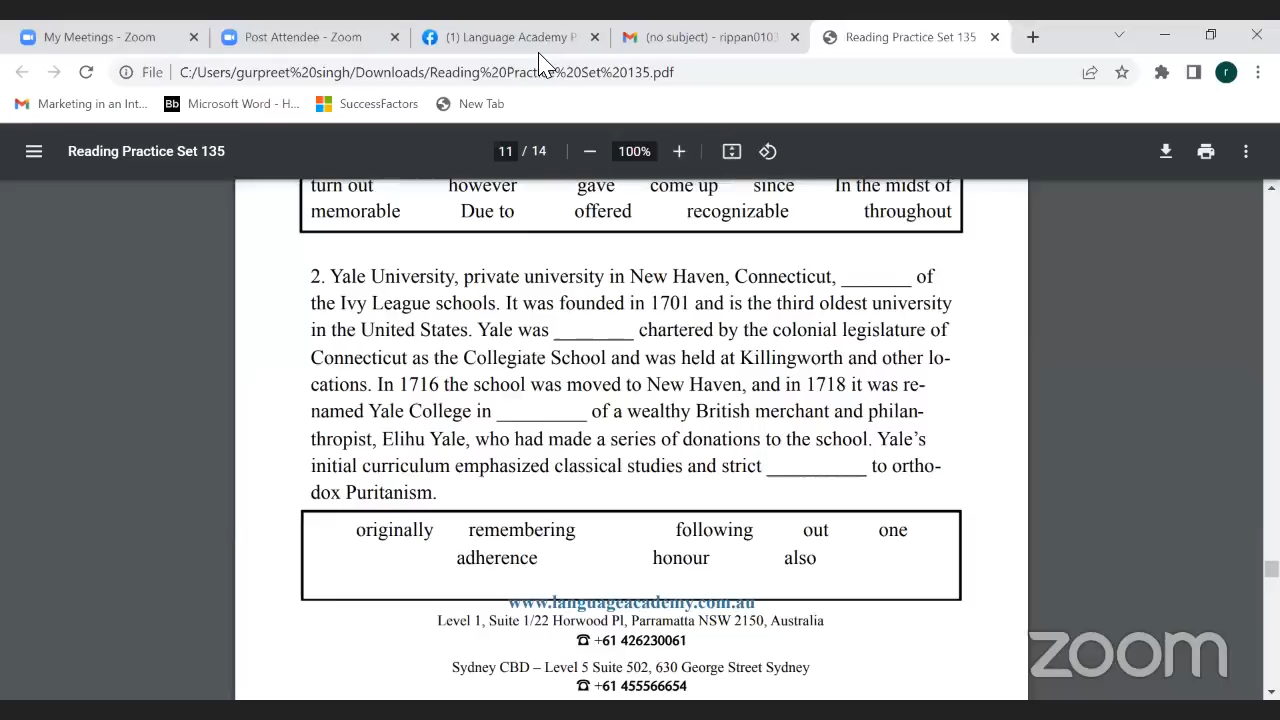 My Meetings - Zoom
Post Attendee - Zoom
(1) Language Academy P
(no subject) - rippan0103
Reading Practice Set 135
File
C:/Users/gurpreet%20singh/Downloads/Reading%20Practice%20Set%20135.pdf
r
Marketing in an Int...
Bb Microsoft Word - H...
SuccessFactors
New Tab
Reading Practice Set 135
11 / 14
100%
turn out however gave come up since In the midst of
memorable Due to offered recognizable throughout
2. Yale University, private university in New Haven, Connecticut, _______ of
the Ivy League schools. It was founded in 1701 and is the third oldest university
in the United States. Yale was ________ chartered by the colonial legislature of
Connecticut as the Collegiate School and was held at Killingworth and other lo-
cations. In 1716 the school was moved to New Haven, and in 1718 it was re-
named Yale College in _________ of a wealthy British merchant and philan-
thropist, Elihu Yale, who had made a series of donations to the school. Yale’s
initial curriculum emphasized classical studies and strict __________ to ortho-
dox Puritanism.
originally remembering following out one
adherence honour also
www.languageacademy.com.au
Level 1, Suite 1/22 Horwood Pl, Parramatta NSW 2150, Australia
☎ +61 426230061
Sydney CBD – Level 5 Suite 502, 630 George Street Sydney
☎ +61 455566654
zoom